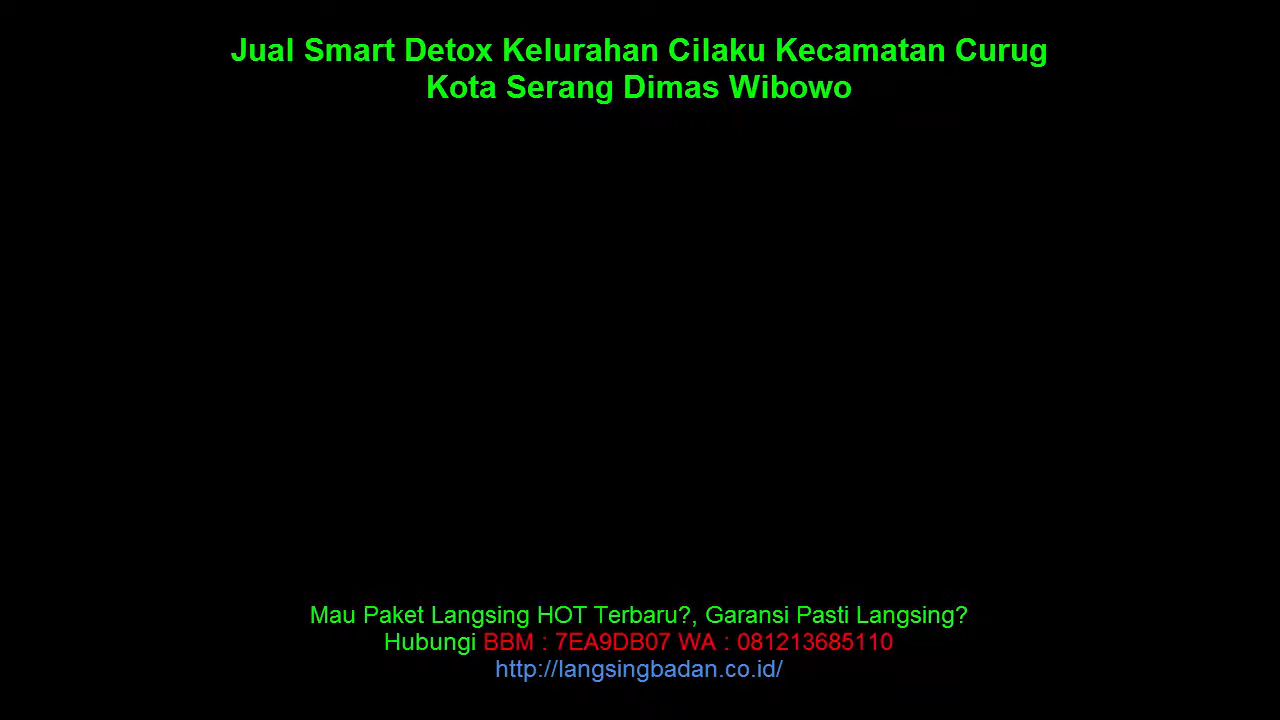 Jual Smart Detox Kelurahan Cilaku Kecamatan Curug
Kota Serang Dimas Wibowo
Mau Paket Langsing HOT Terbaru?, Garansi Pasti Langsing?
Hubungi BBM : 7EA9DB07 WA : 081213685110
http://langsingbadan.co.id/